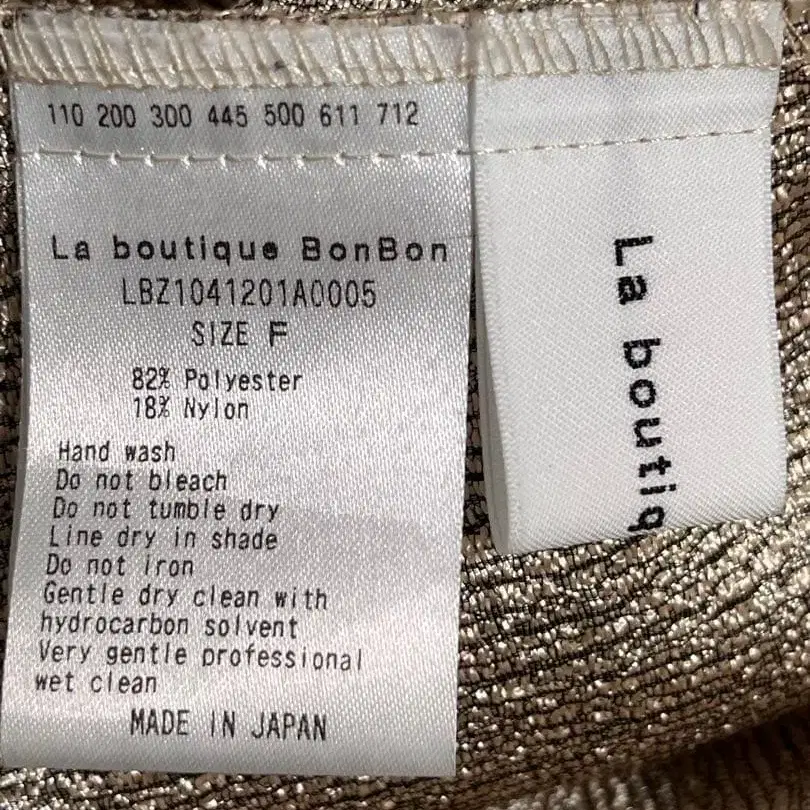 110 200 300 445 500 611 712
La boutique BonBon
LBZ1041201A0005
SIZE F
82% Polyester
18% Nylon
Hand wash
Do not bleach
Do not tumble dry
Line dry in shade
Do not iron
Gentle dry clean with
hydrocarbon solvent
Very gentle professional
wet clean
MADE IN JAPAN
La boutiq